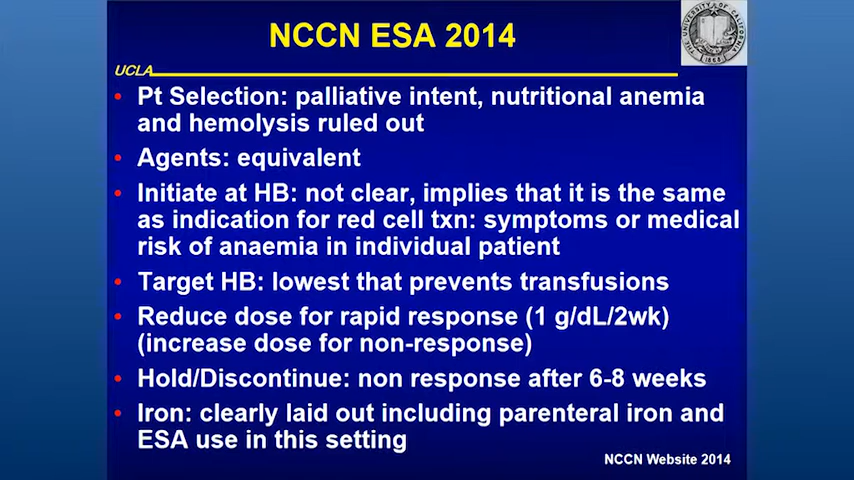 NCCN ESA 2014
UCLA
• Pt Selection: palliative intent, nutritional anemia
and hemolysis ruled out
• Agents: equivalent
• Initiate at HB: not clear, implies that it is the same
as indication for red cell txn: symptoms or medical
risk of anaemia in individual patient
• Target HB: lowest that prevents transfusions
• Reduce dose for rapid response (1 g/dL/2wk)
(increase dose for non-response)
• Hold/Discontinue: non response after 6-8 weeks
• Iron: clearly laid out including parenteral iron and
ESA use in this setting
NCCN Website 2014